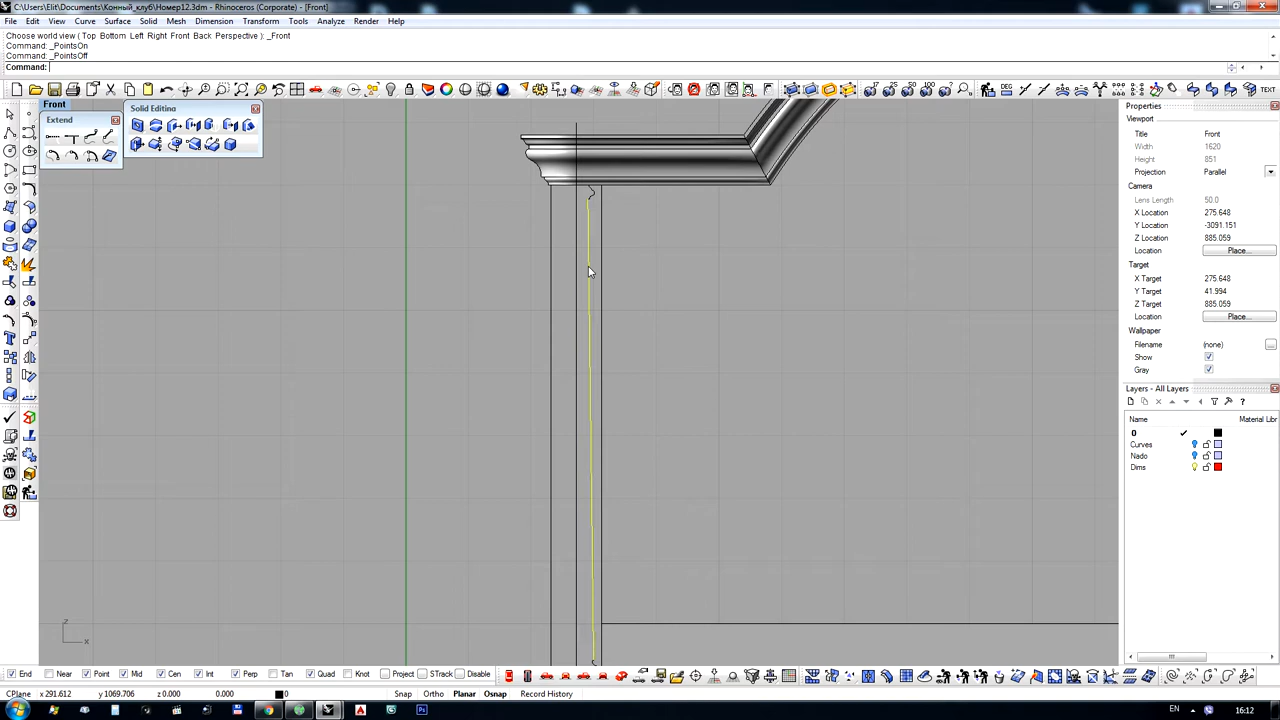 C:\Users\Elit\Documents\Конный_клуб\Номер12.3dm - Rhinoceros (Corporate) - [Front]
File Edit View Curve Surface Solid Mesh Dimension Transform Tools Analyze Render Help
Choose world view ( Top Bottom Left Right Front Back Perspective ): _Front
Command: _PointsOn
Command: _PointsOff
Command:
TEXT
Front
Extend
Solid Editing
Properties
Viewport
Title Front
Width 1620
Height 851
Projection Parallel
Camera
Lens Length 50.0
X Location 275.648
Y Location -3091.151
Z Location 885.059
Location Place...
Target
X Target 275.648
Y Target 41.994
Z Target 885.059
Location Place...
Wallpaper
Filename (none) ...
Show
Gray
Layers - All Layers
Name Material Libr
0
Curves
Nado
Dims
z
x
End Near Point Mid Cen Int Perp Tan Quad Knot Project STrack Disable
CPlane x 291.612 y 1069.706 z 0.000 0.000 0 Snap Ortho Planar Osnap Record History
EN 16:12